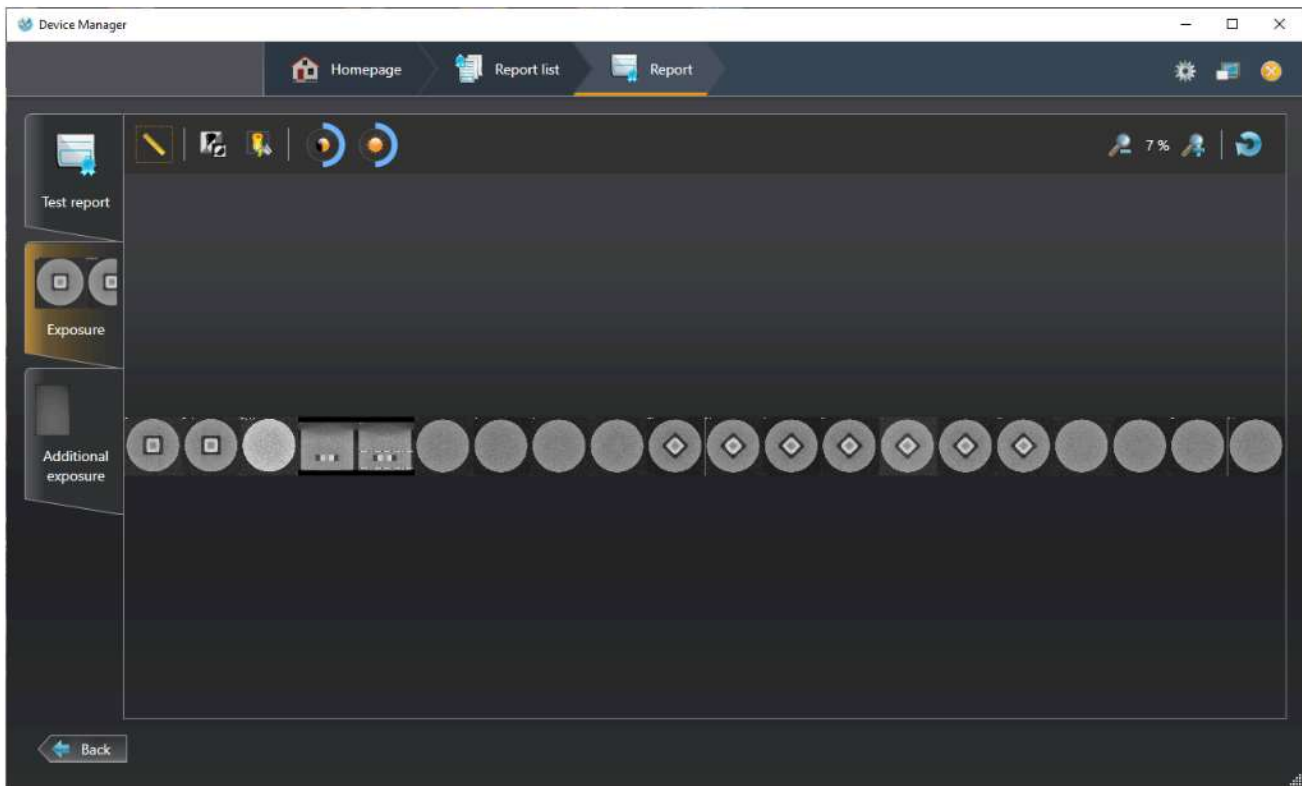 Device Manager
Homepage
Report list
Report
7 %
Test report
Exposure
Additional
exposure
Back